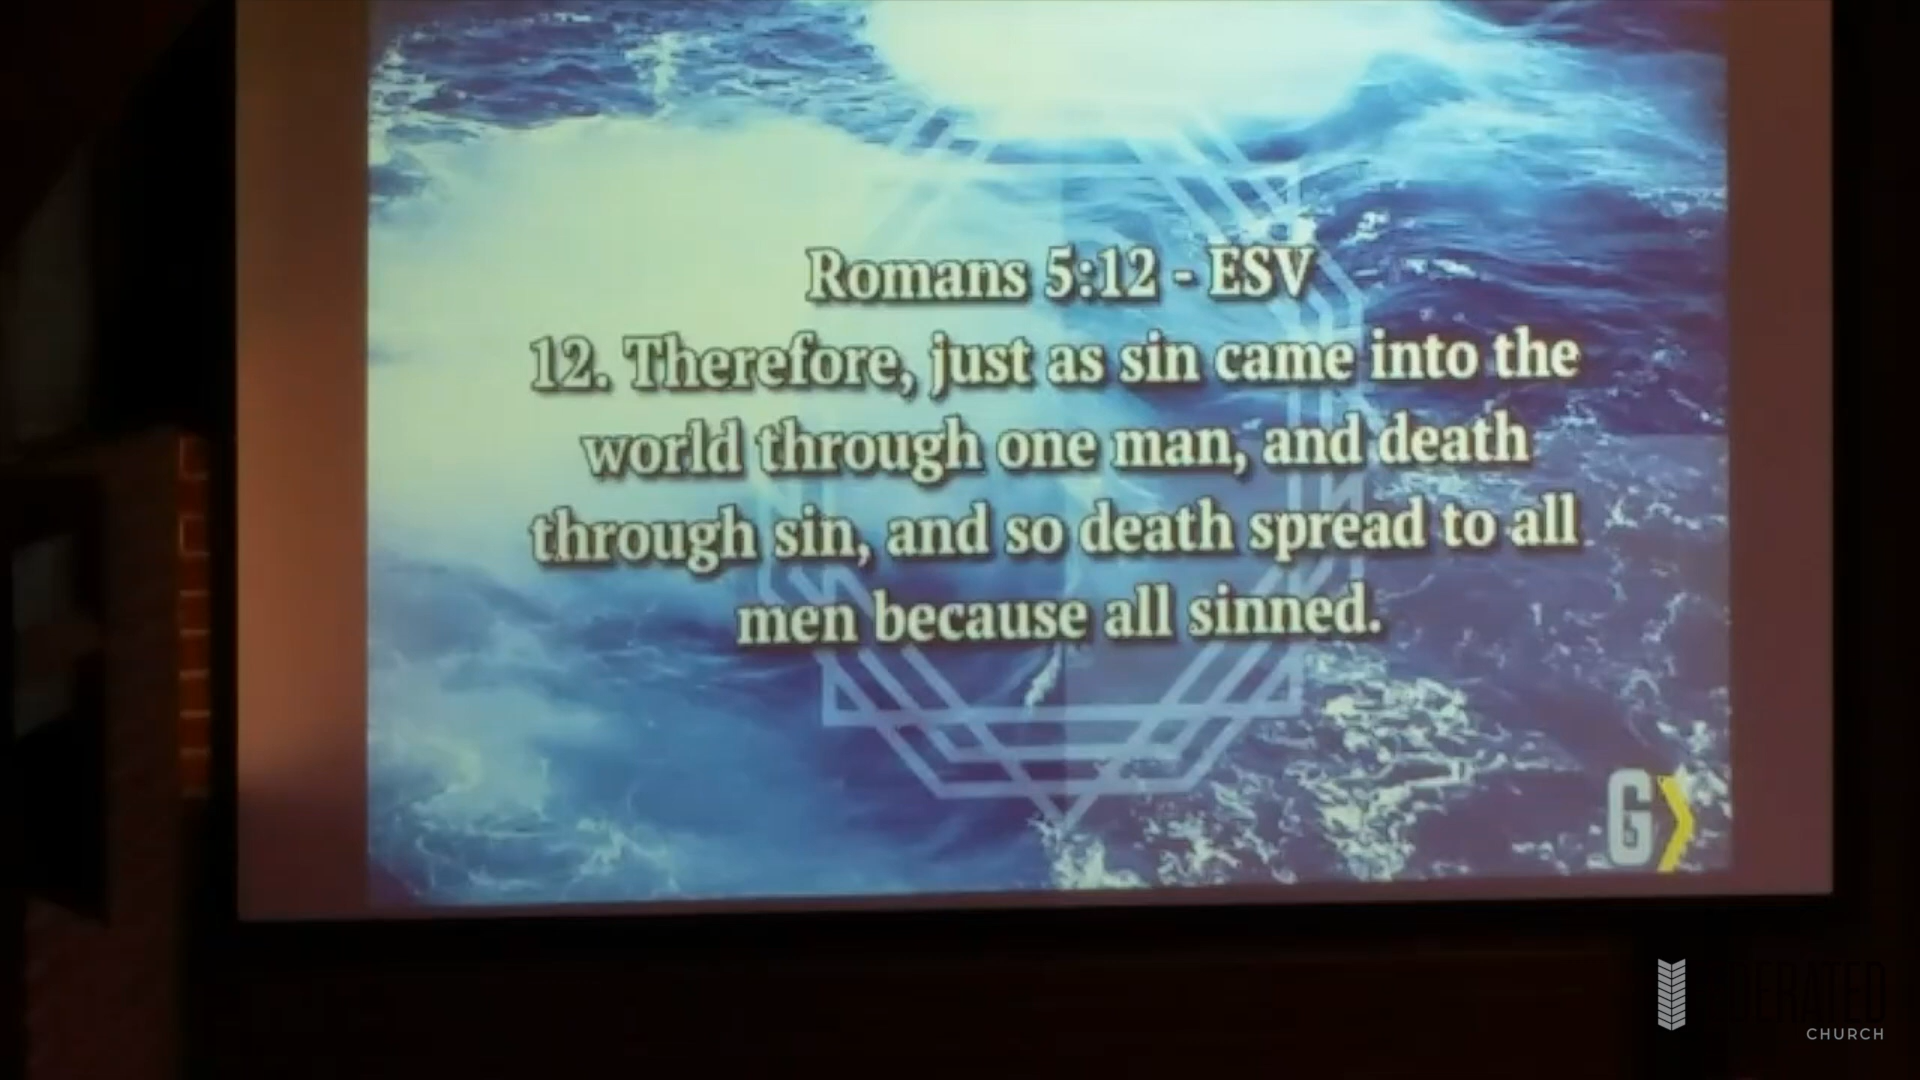 Romans 5:12 - ESV
12. Therefore, just as sin came into the
world through one man, and death
through sin, and so death spread to all
men because all sinned.
G
CHURCH